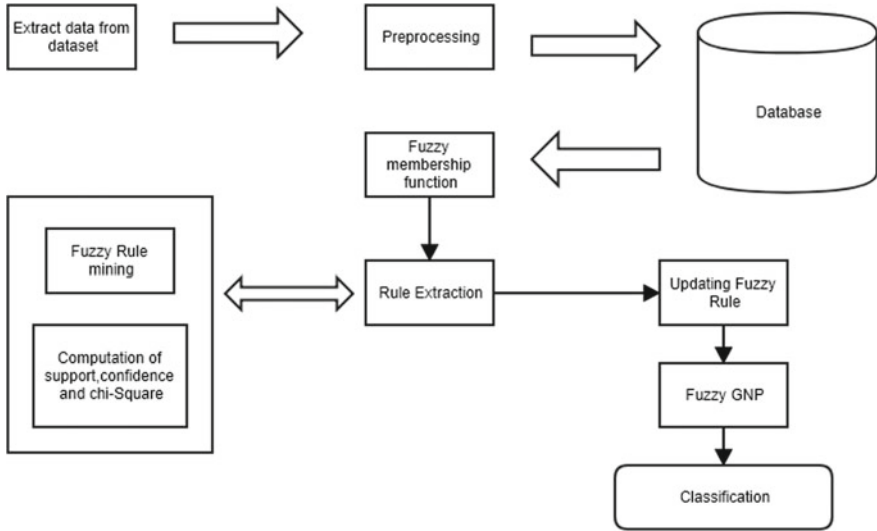 Extract data from
dataset
Preprocessing
Database
Fuzzy
membership
function
Fuzzy Rule
mining
Rule Extraction
Updating Fuzzy
Rule
Computation of
support,confidence
and chi-Square
Fuzzy GNP
Classification